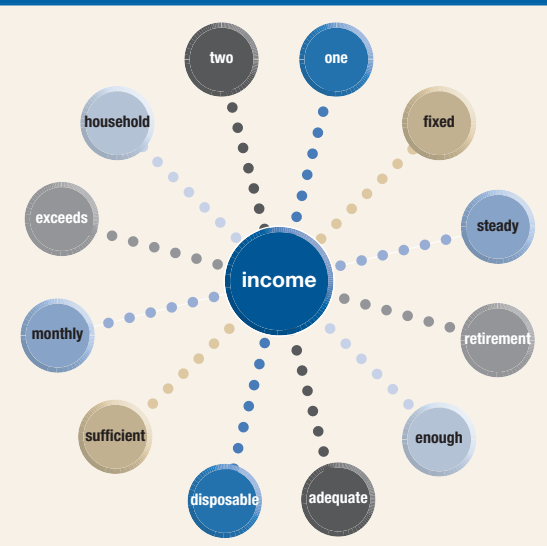 two
one
household
fixed
exceeds
steady
income
monthly
retirement
sufficient
enough
disposable
adequate